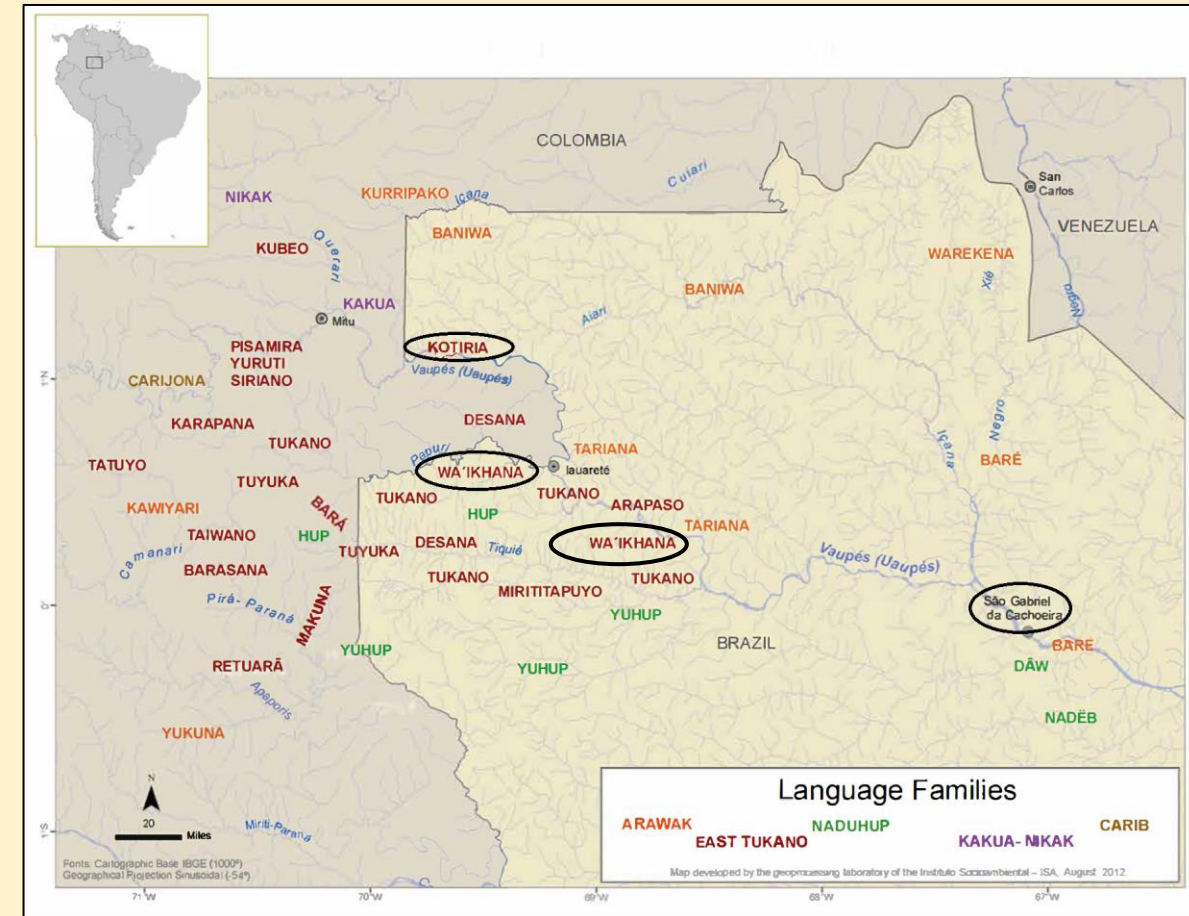 COLOMBIA
San
Carlos
VENEZUELA
NIKAK
KURRIPAKO
Içana
Cuiari
BANIWA
KUBEO
Querari
WAREKENA
Xié
Negro
BANIWA
KAKUA
Mitu
Aiari
PISAMIRA
YURUTI
SIRIANO
KOTIRIA
Vaupés (Uaupés)
1°N
CARIJONA
KARAPANA
DESANA
TUKANO
Papuri
TARIANA
Içana
Negro
BARÉ
TATUYO
WA´IKHANA
Iauareté
TUYUKA
TUKANO
TUKANO
KAWIYARI
BARÁ
HUP
ARAPASO
TARIANA
TAIWANO
HUP
TUYUKA
DESANA
Tiquié
WA´IKHANA
Vaupés (Uaupés)
Camanari
BARASANA
TUKANO
TUKANO
MIRITITAPUYO
Pirá- Paraná
MAKUNA
YUHUP
São Gabriel
da Cachoeira
0°
BRAZIL
YUHUP
BARE
RETUARÃ
YUHUP
DÂW
Apaporis
NADËB
YUKUNA
N
20
Miles
Miriti-Paraná
1°S
Language Families
ARAWAK
EAST TUKANO
NADUHUP
KAKUA- NIKAK
CARIB
Fonts. Cartographic Base IBGE (1000ª)
Geographical Projection Sinusoidal (-54ª)
Map developed by the geoprocessing laboratory of the Instituto Socioambiental – ISA, August 2012.
71°W
70°W
69°W
68°W
67°W